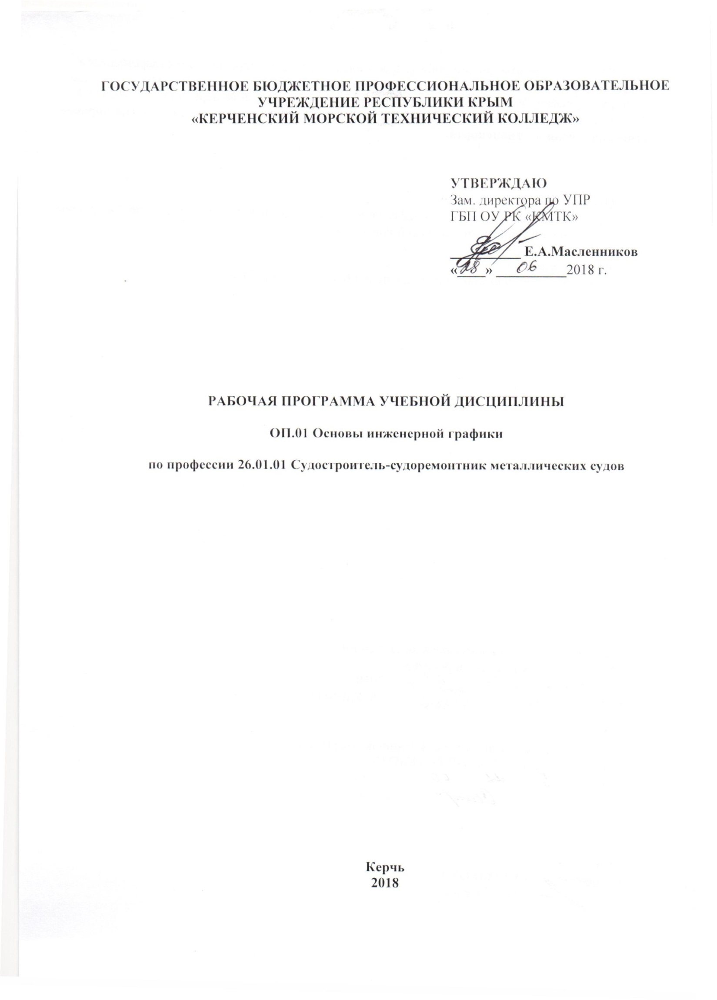 ГОСУДАРСТВЕННОЕ БЮДЖЕТНОЕ ПРОФЕССИОНАЛЬНОЕ ОБРАЗОВАТЕЛЬНОЕ
УЧРЕЖДЕНИЕ РЕСПУБЛИКИ КРЫМ
«КЕРЧЕНСКИЙ МОРСКОЙ ТЕХНИЧЕСКИЙ КОЛЛЕДЖ»
УТВЕРЖДАЮ
Зам. директора по УПР
ГБП ОУ РК «КМТК»
Е.А.Масленников
«28» 06 2018 г.
РАБОЧАЯ ПРОГРАММА УЧЕБНОЙ ДИСЦИПЛИНЫ
ОП.01 Основы инженерной графики
по профессии 26.01.01 Судостроитель-судоремонтник металлических судов
Керчь
2018